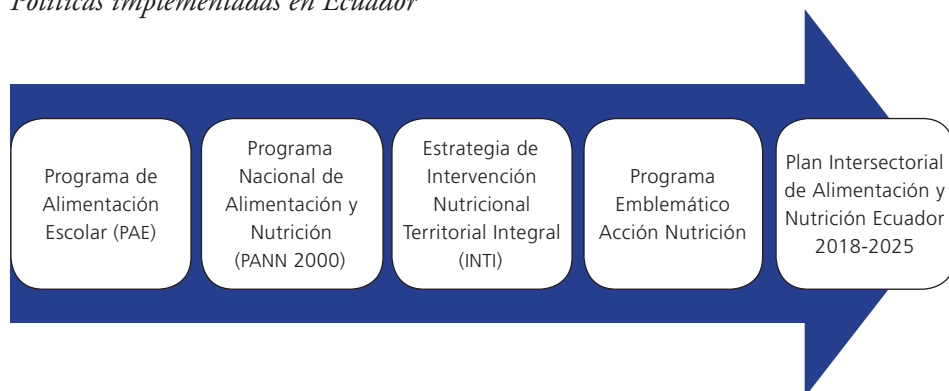 Políticas implementadas en Ecuador
Programa de
Alimentación
Escolar (PAE)
Programa
Nacional de
Alimentación y
Nutrición
(PANN 2000)
Estrategia de
Intervención
Nutricional
Territorial Integral
(INTI)
Programa
Emblemático
Acción Nutrición
Plan Intersectorial
de Alimentación y
Nutrición Ecuador
2018-2025